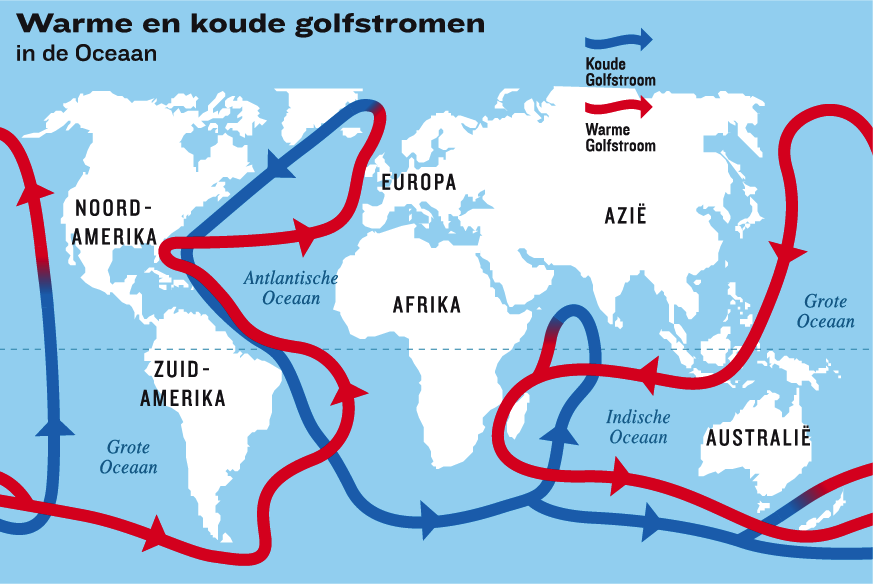 Warme en koude golfstromen
in de Oceaan
Koude
Golfstroom
Warme
Golfstroom
EUROPA
NOORD-
AMERIKA
AZIË
Antlantische
Oceaan
AFRIKA
Grote
Oceaan
ZUID-
AMERIKA
Indische
Oceaan
AUSTRALIË
Grote
Oceaan